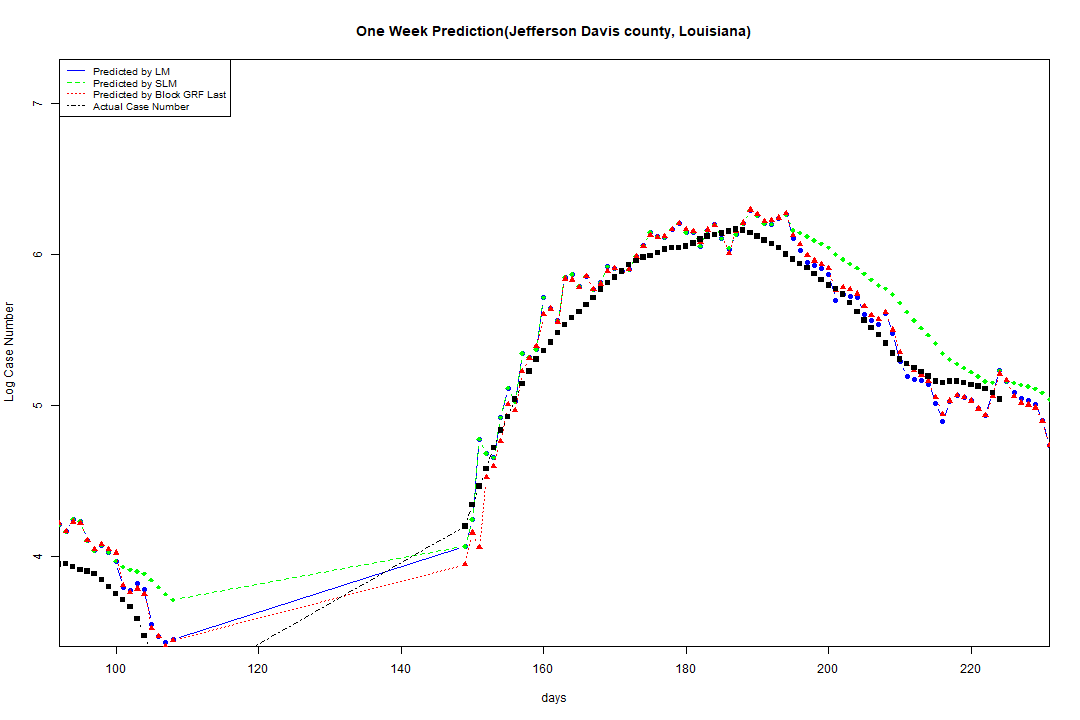 One Week Prediction(Jefferson Davis county, Louisiana)
Predicted by LM
Predicted by SLM
Predicted by Block GRF Last
Actual Case Number
7
6
5
4
Log Case Number
100 120 140 160 180 200 220
days